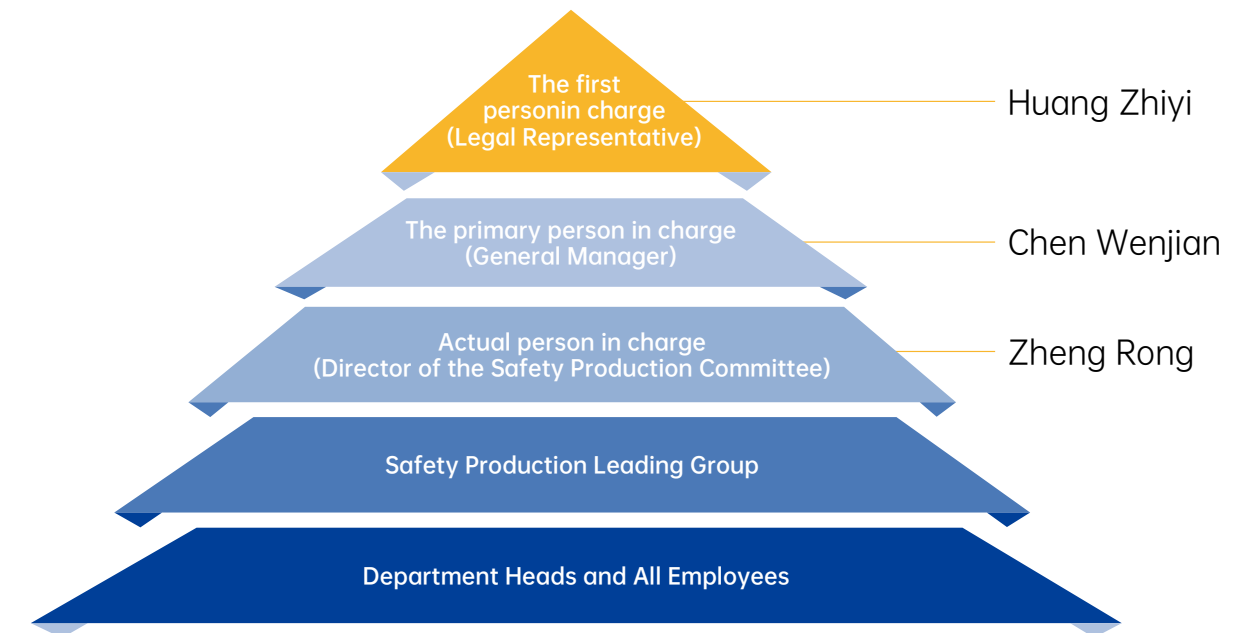 The first
personin charge
(Legal Representative)
Huang Zhiyi
The primary person in charge
(General Manager)
Chen Wenjian
Actual person in charge
(Director of the Safety Production Committee)
Zheng Rong
Safety Production Leading Group
Department Heads and All Employees